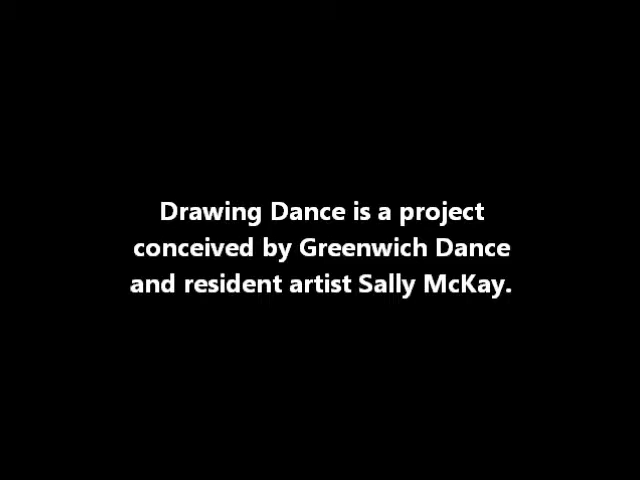 Drawing Dance is a project
conceived by Greenwich Dance
and resident artist Sally McKay.